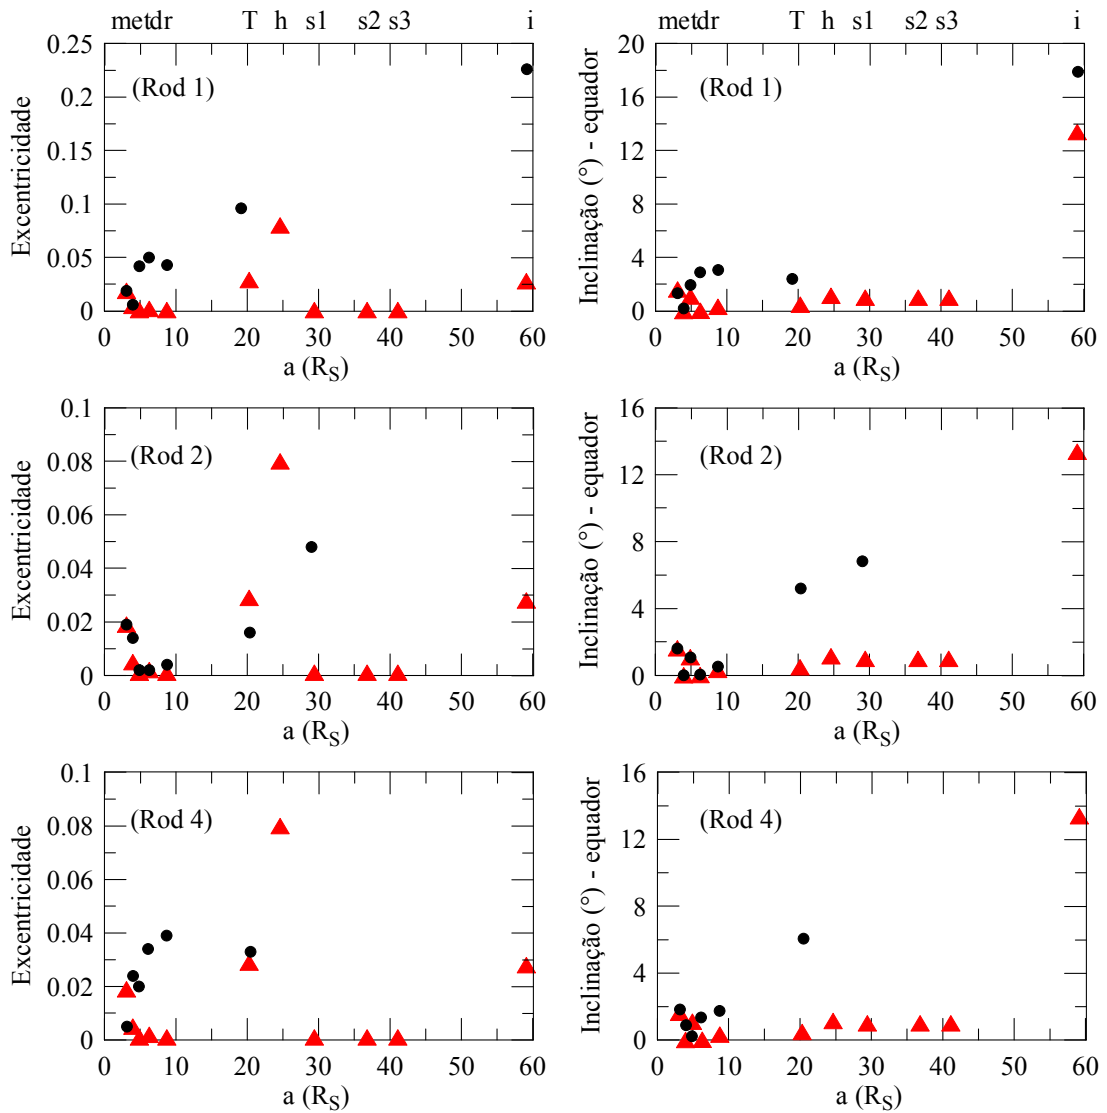 metdr T h s1 s2 s3 i
metdr T h s1 s2 s3 i
0.25
0.2
0.15
0.1
0.05
0
Excentricidade
(Rod 1)
0 10 20 30 40 50 60
a (RS)
20
16
12
8
4
0
Inclinação (°) - equador
(Rod 1)
0 10 20 30 40 50 60
a (RS)
0.1
0.08
0.06
0.04
0.02
0
Excentricidade
(Rod 2)
0 10 20 30 40 50 60
a (RS)
16
12
8
4
0
Inclinação (°) - equador
(Rod 2)
0 10 20 30 40 50 60
a (RS)
0.1
0.08
0.06
0.04
0.02
0
Excentricidade
(Rod 4)
0 10 20 30 40 50 60
a (RS)
16
12
8
4
0
Inclinação (°) - equador
(Rod 4)
0 10 20 30 40 50 60
a (RS)